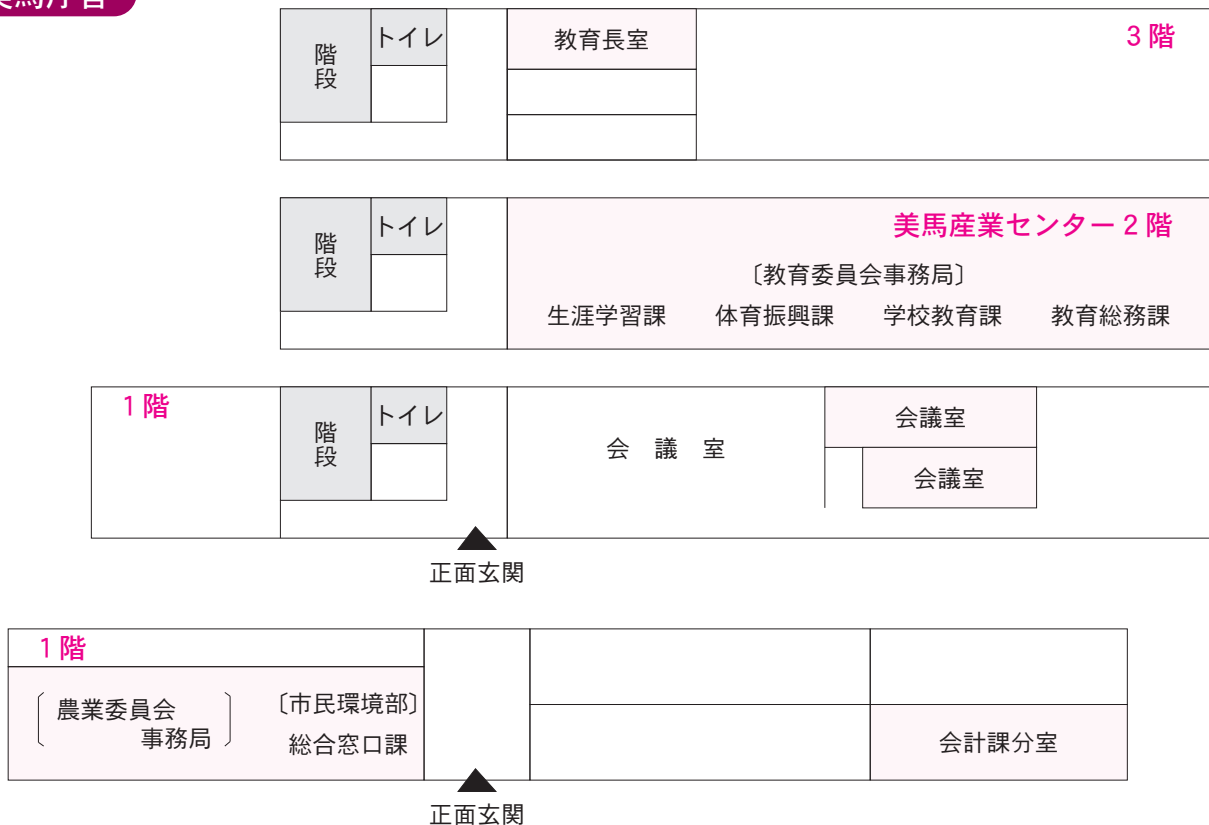 美馬庁舎
階段
トイレ
教育長室
3階
階段
トイレ
美馬産業センター2階
〔教育委員会事務局〕
生涯学習課 体育振興課 学校教育課 教育総務課
1階
階段
トイレ
会議室
会議室
会議室
正面玄関
1階
〔農業委員会
事務局〕
〔市民環境部〕
総合窓口課
会計課分室
正面玄関